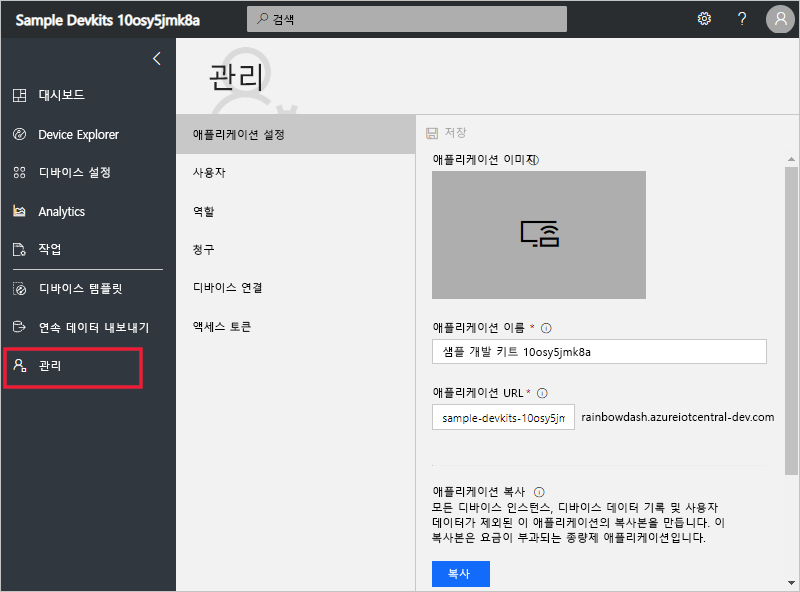 Sample Devkits 10osy5jmk8a
검색
?
대시보드
Device Explorer
디바이스 설정
Analytics
작업
디바이스 템플릿
연속 데이터 내보내기
관리
관리
애플리케이션 설정
사용자
역할
청구
디바이스 연결
액세스 토큰
저장
애플리케이션 이미지
애플리케이션 이름 *
샘플 개발 키트 10osy5jmk8a
애플리케이션 URL *
sample-devkits-10osy5jm rainbowdash.azureiotcentral-dev.com
애플리케이션 복사
모든 디바이스 인스턴스, 디바이스 데이터 기록 및 사용자
데이터가 제외된 이 애플리케이션의 복사본을 만듭니다. 이
복사본은 요금이 부과되는 종량제 애플리케이션입니다.
복사